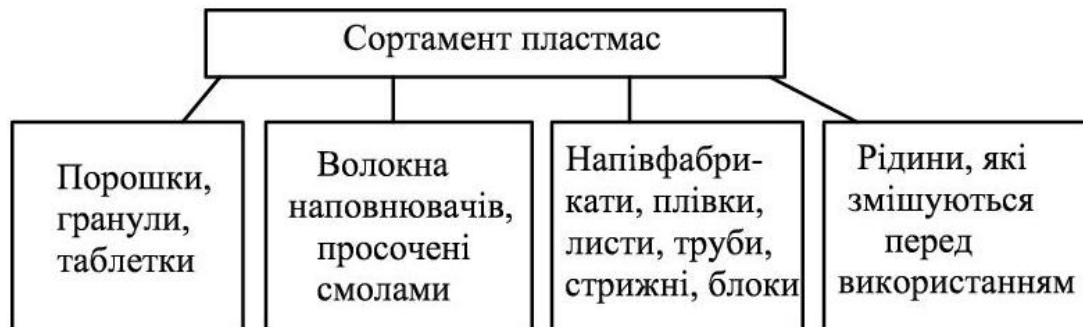 Сортамент пластмас
Порошки,
гранули,
таблетки
Волокна
наповнювачів,
просочені
смолами
Напівфабри-
кати, плівки,
листи, труби,
стрижні, блоки
Рідини, які
змішуються
перед
використанням